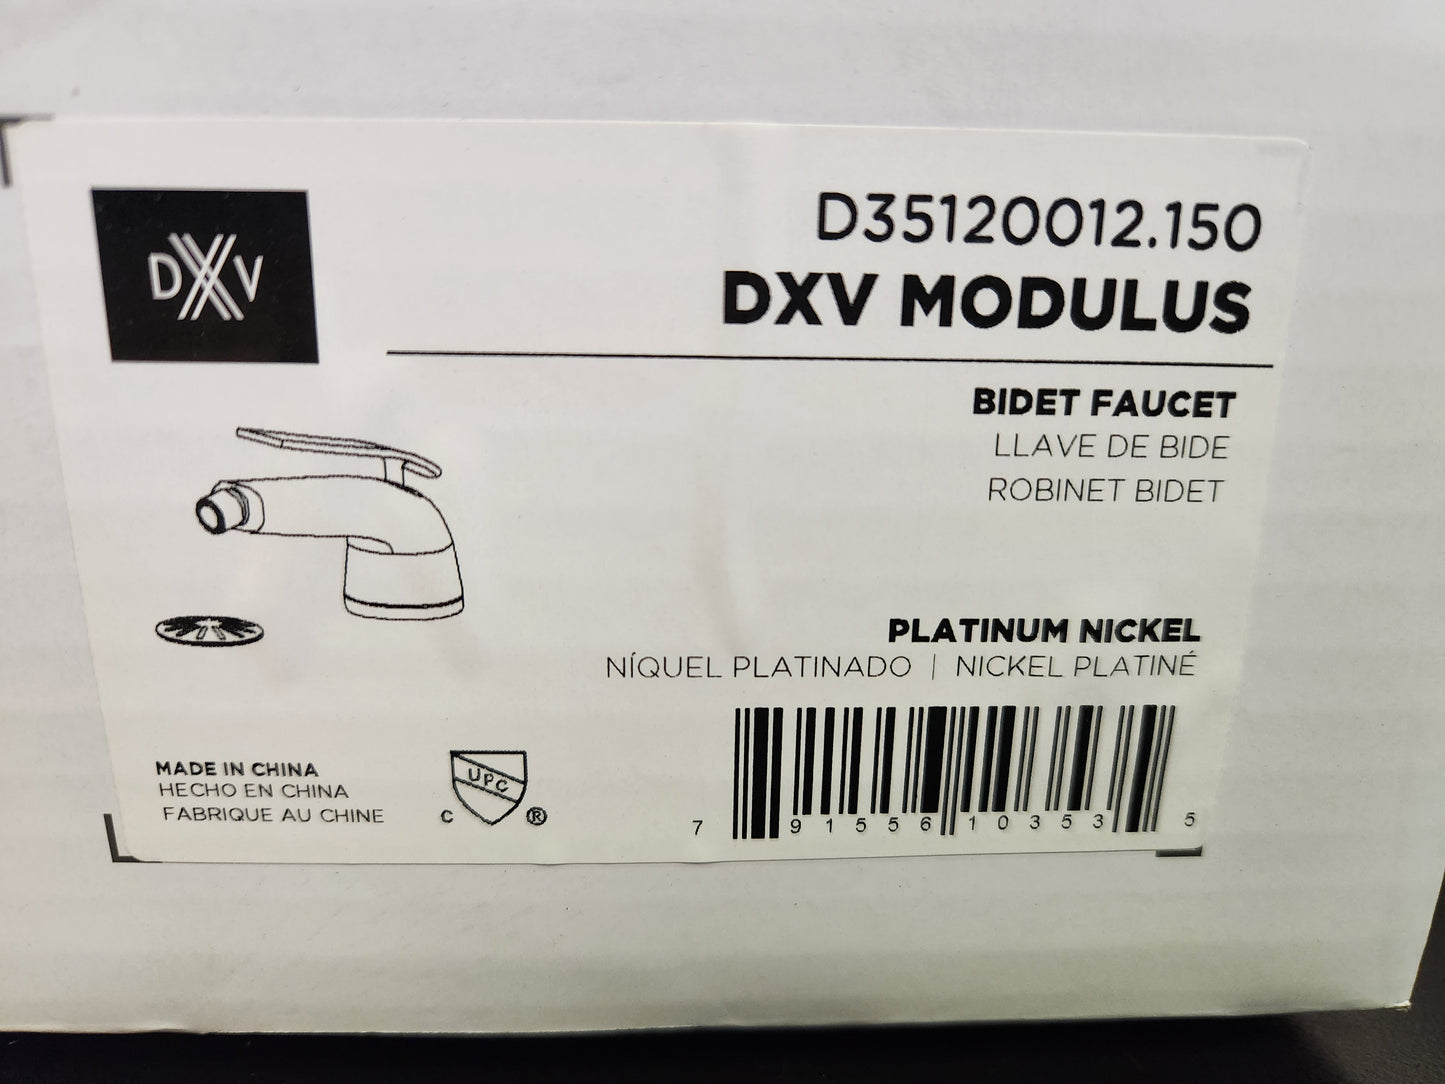 DXV
D35120012.150
DXV MODULUS
BIDET FAUCET
LLAVE DE BIDE
ROBINET BIDET
PLATINUM NICKEL
NÍQUEL PLATINADO | NICKEL PLATINÉ
MADE IN CHINA
HECHO EN CHINA
FABRIQUE AU CHINE
C UPC ®
7 91556 10353 5